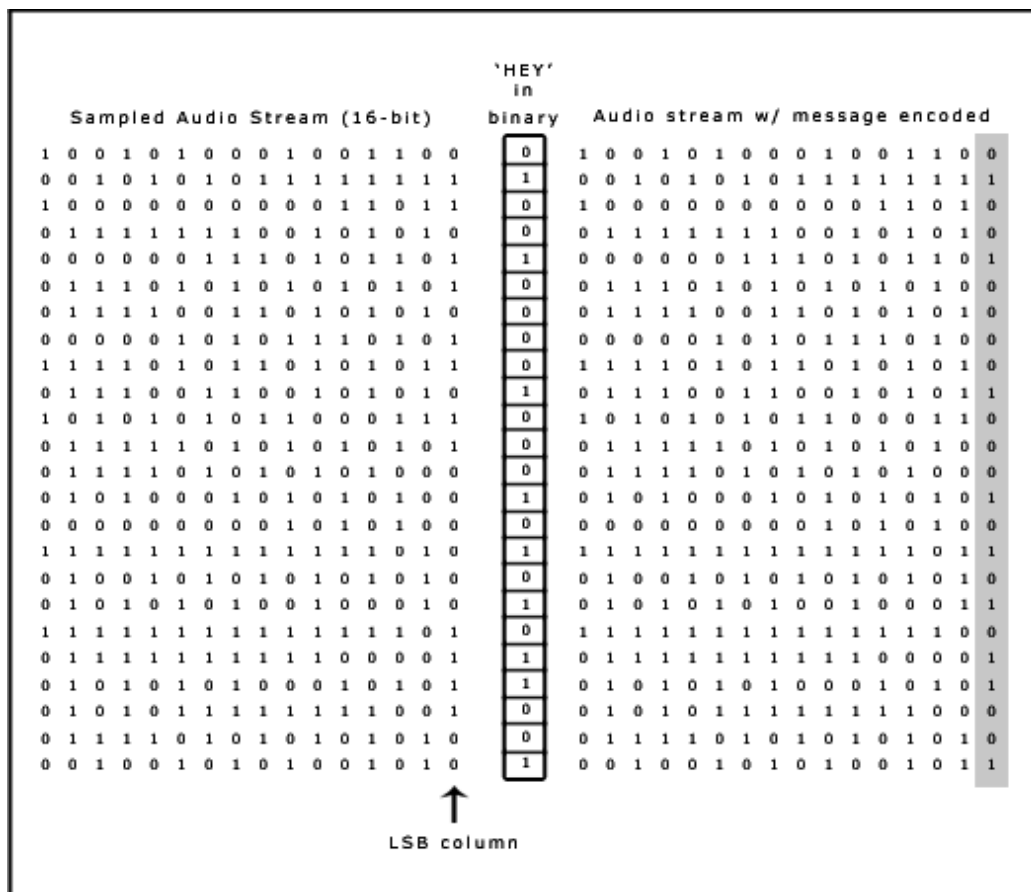 'HEY'
in
Sampled Audio Stream (16-bit) binary Audio stream w/ message encoded
1 0 0 1 0 1 0 0 0 1 0 0 1 1 0 0 0 1 0 0 1 0 1 0 0 0 1 0 0 1 1 0 0
0 0 1 0 1 0 1 0 1 1 1 1 1 1 1 1 1 0 0 1 0 1 0 1 0 1 1 1 1 1 1 1 1
1 0 0 0 0 0 0 0 0 0 0 1 1 0 1 1 0 1 0 0 0 0 0 0 0 0 0 0 1 1 0 1 0
0 1 1 1 1 1 1 1 0 0 1 0 1 0 1 0 0 0 1 1 1 1 1 1 1 0 0 1 0 1 0 1 0
0 0 0 0 0 0 1 1 1 0 1 0 1 1 0 1 1 0 0 0 0 0 0 1 1 1 0 1 0 1 1 0 1
0 1 1 1 0 1 0 1 0 1 1 0 1 1 0 1 0 0 1 1 1 0 1 0 1 0 1 1 0 1 1 0 0
0 1 1 1 1 0 0 1 1 0 1 0 1 1 1 0 0 0 1 1 1 1 0 0 1 1 0 1 0 1 1 1 0
0 0 0 0 0 1 0 1 0 1 1 1 0 1 0 1 0 0 0 0 0 0 1 0 1 0 1 1 1 0 1 0 0
1 1 1 1 0 1 0 1 1 0 1 0 1 0 1 1 0 1 1 1 1 0 1 0 1 1 0 1 0 1 0 1 0
0 1 1 1 0 0 1 1 0 0 1 0 1 0 1 0 1 0 1 1 1 0 0 1 1 0 0 1 0 1 0 1 1
1 0 1 0 1 0 1 1 0 0 0 1 1 0 1 1 1 0
0 1 1 1 1 1 0 1 0 1 0 1 1 0 0 1 0 0 1 1 1 1 1 0 1 0 1 0 1 1 0 0 0
0 1 1 1 1 0 1 0 1 0 1 0 1 0 0 0 0 0 1 1 1 1 0 1 0 1 0 1 0 1 0 0 0
0 1 0 1 0 0 0 1 0 1 0 1 0 1 0 0 1 0 1 0 1 0 0 0 1 0 1 0 1 0 1 0 1
0 0 0 0 0 0 0 0 0 1 0 1 0 1 0 0 0 0 0 0 0 0 0 0 0 0 0 1 0 1 0 1 0 0
1 1 1 1 1 1 1 1 1 1 1 1 1 0 1 0 1 1 1 1 1 1 1 1 1 1 1 1 1 1 0 1 1
0 1 0 0 1 0 1 0 1 0 1 0 1 0 1 0 0 0 1 0 0 1 0 1 0 1 0 1 0 1 0 1 0
0 1 0 1 0 1 0 1 0 0 1 0 0 0 1 0 1 0 1 0 1 0 1 0 1 0 0 1 0 0 0 1 1
1 1 1 1 1 1 1 1 1 1 1 1 1 1 0 1 0 1 1 1 1 1 1 1 1 1 1 1 1 1 1 0 0
0 1 1 1 1 1 1 1 1 1 1 0 0 0 0 1 1 0 1 1 1 1 1 1 1 1 1 1 0 0 0 0 1
0 1 0 1 0 1 0 1 0 0 0 1 0 1 0 1 1 0 1 0 1 0 1 0 1 0 0 0 1 0 1 0 1
0 1 0 1 0 1 1 1 1 1 1 1 1 0 0 1 0 0 1 0 1 0 1 1 1 1 1 1 1 1 0 0 0
0 1 1 1 1 0 1 0 1 0 1 0 1 0 1 0 0 0 1 1 1 1 0 1 0 1 0 1 0 1 0 1 0
0 0 1 0 0 1 0 1 0 1 0 0 1 0 1 0 1 0 0 1 0 0 1 0 1 0 1 0 0 1 0 1 1
LSB column